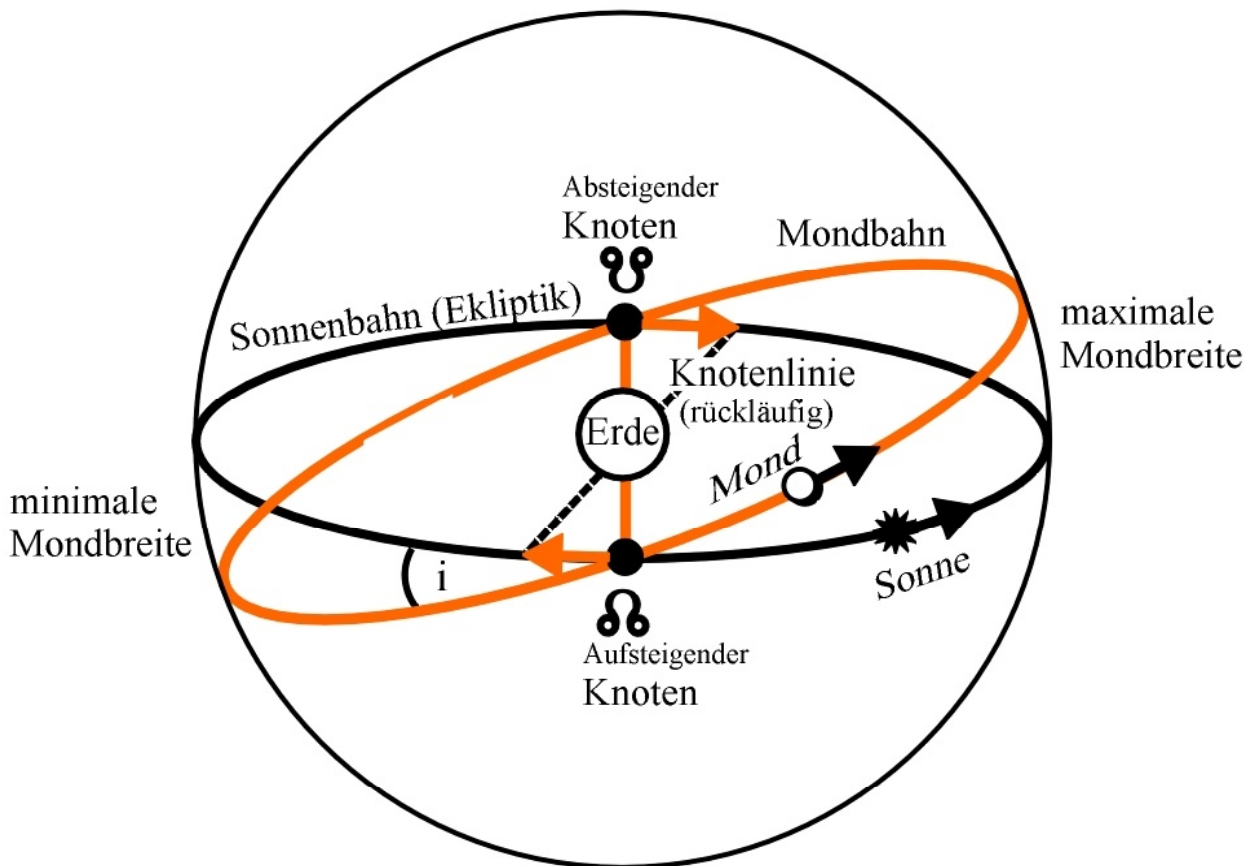 Absteigender
Knoten
☋
Mondbahn
Sonnenbahn (Ekliptik)
maximale
Mondbreite
Knotenlinie
(rückläufig)
Erde
Mond
minimale
Mondbreite
i
Sonne
☊
Aufsteigender
Knoten